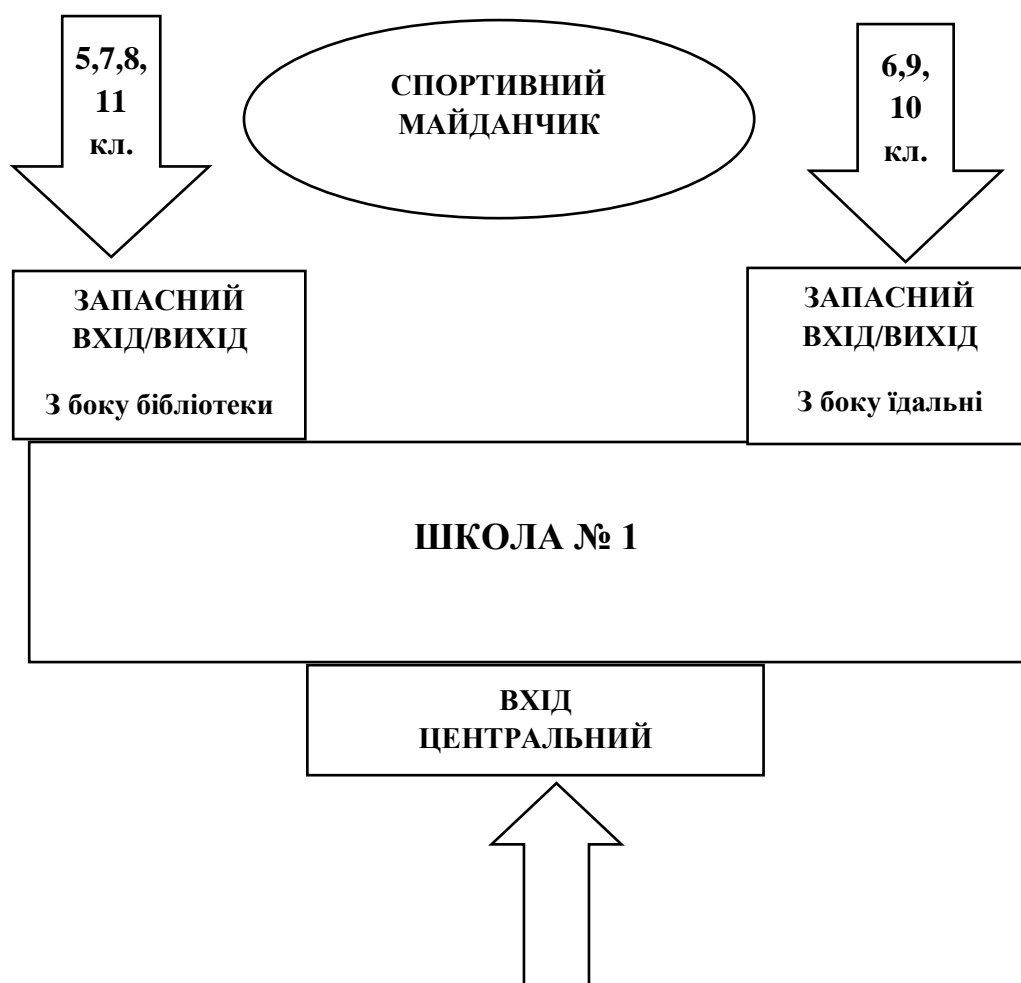 5,7,8,
11
кл.
СПОРТИВНИЙ
МАЙДАНЧИК
6,9,
10
кл.
ЗАПАСНИЙ
ВХІД/ВИХІД
З боку бібліотеки
ЗАПАСНИЙ
ВХІД/ВИХІД
З боку їдальні
ШКОЛА № 1
ВХІД
ЦЕНТРАЛЬНИЙ